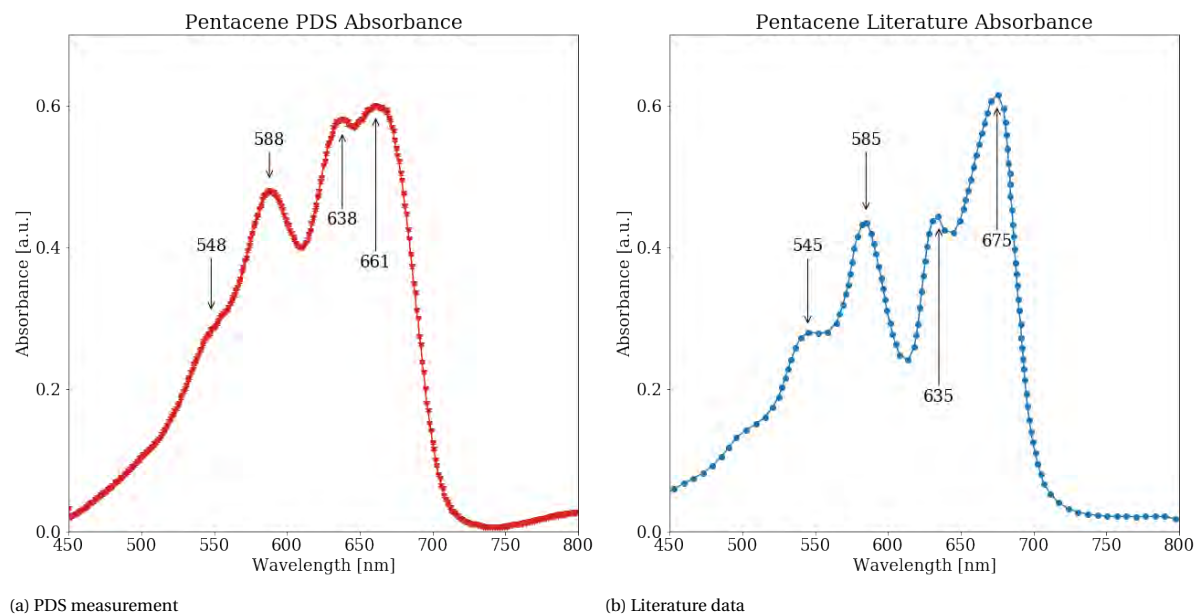 Pentacene PDS Absorbance
Absorbance [a.u.]
0.6
0.4
0.2
0.0
588
548
638
661
450 500 550 600 650 700 750 800
Wavelength [nm]
(a) PDS measurement
Pentacene Literature Absorbance
Absorbance [a.u.]
0.6
0.4
0.2
0.0
585
545
675
635
450 500 550 600 650 700 750 800
Wavelength [nm]
(b) Literature data